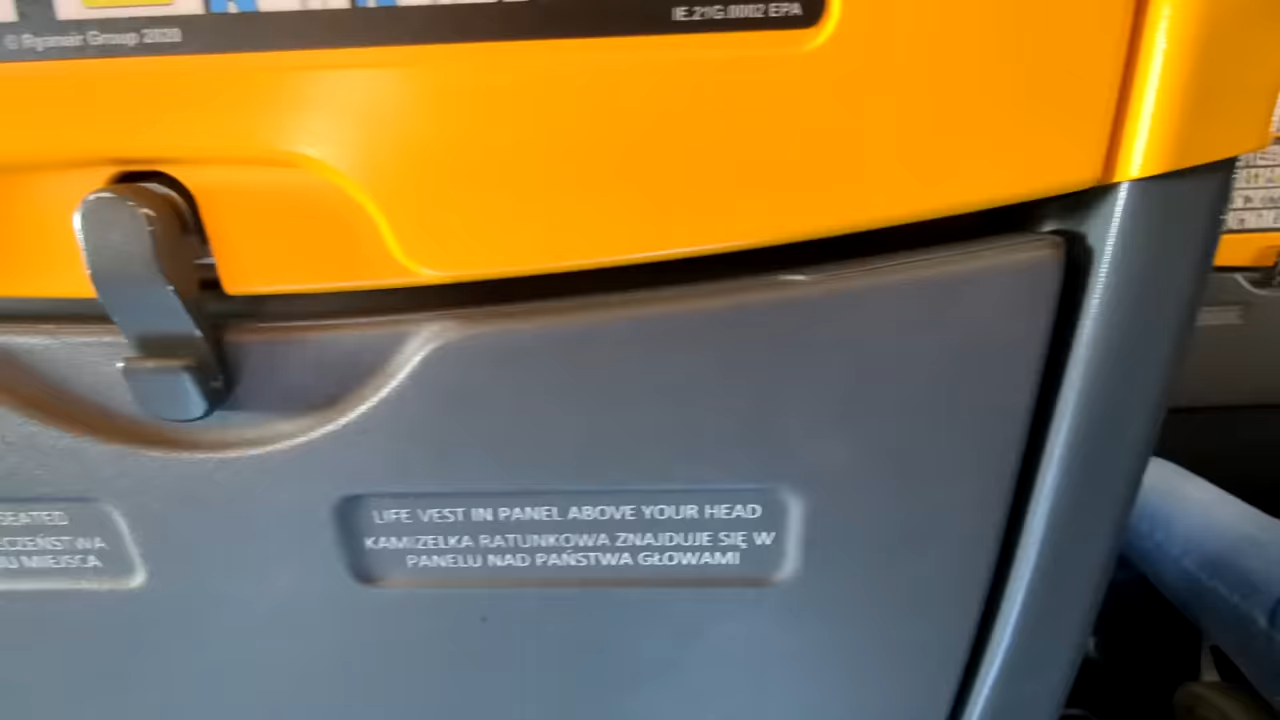 © Ryanair Group 2020
IE.21G.0002 EPA
SEATED
LIFE VEST IN PANEL ABOVE YOUR HEAD
KAMIZELKA RATUNKOWA ZNAJDUJE SIĘ W
PANELU NAD PAŃSTWA GŁOWAMI
MIEJSCA